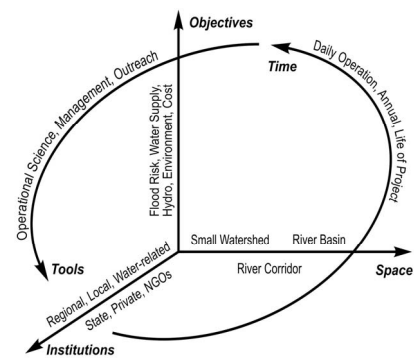 Objectives
Daily Operation, Annual, Life of Project
Time
Operational Science, Management, Outreach
Flood Risk, Water Supply,
Hydro, Environment, Cost
Small Watershed
River Basin
River Corridor
Space
Tools
Regional, Local, Water-related
State, Private, NGOs
Institutions